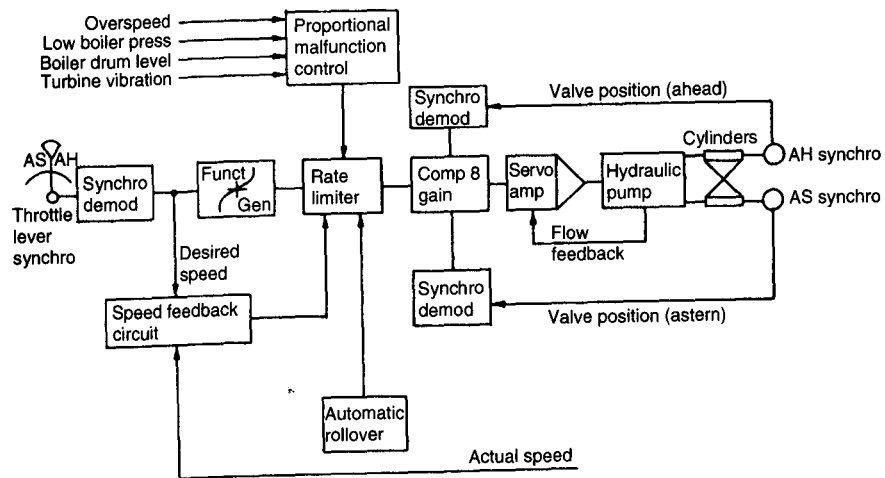 Overspeed
Low boiler press
Boiler drum level
Turbine vibration
Proportional
malfunction
control
Synchro
demod
Valve position (ahead)
Cylinders
AH synchro
AS synchro
AS AH
Synchro
demod
Throttle
lever
synchro
Funct
Gen
Rate
limiter
Comp 8
gain
Servo
amp
Hydraulic
pump
Flow
feedback
Desired
speed
Speed feedback
circuit
Synchro
demod
Valve position (astern)
Automatic
rollover
Actual speed